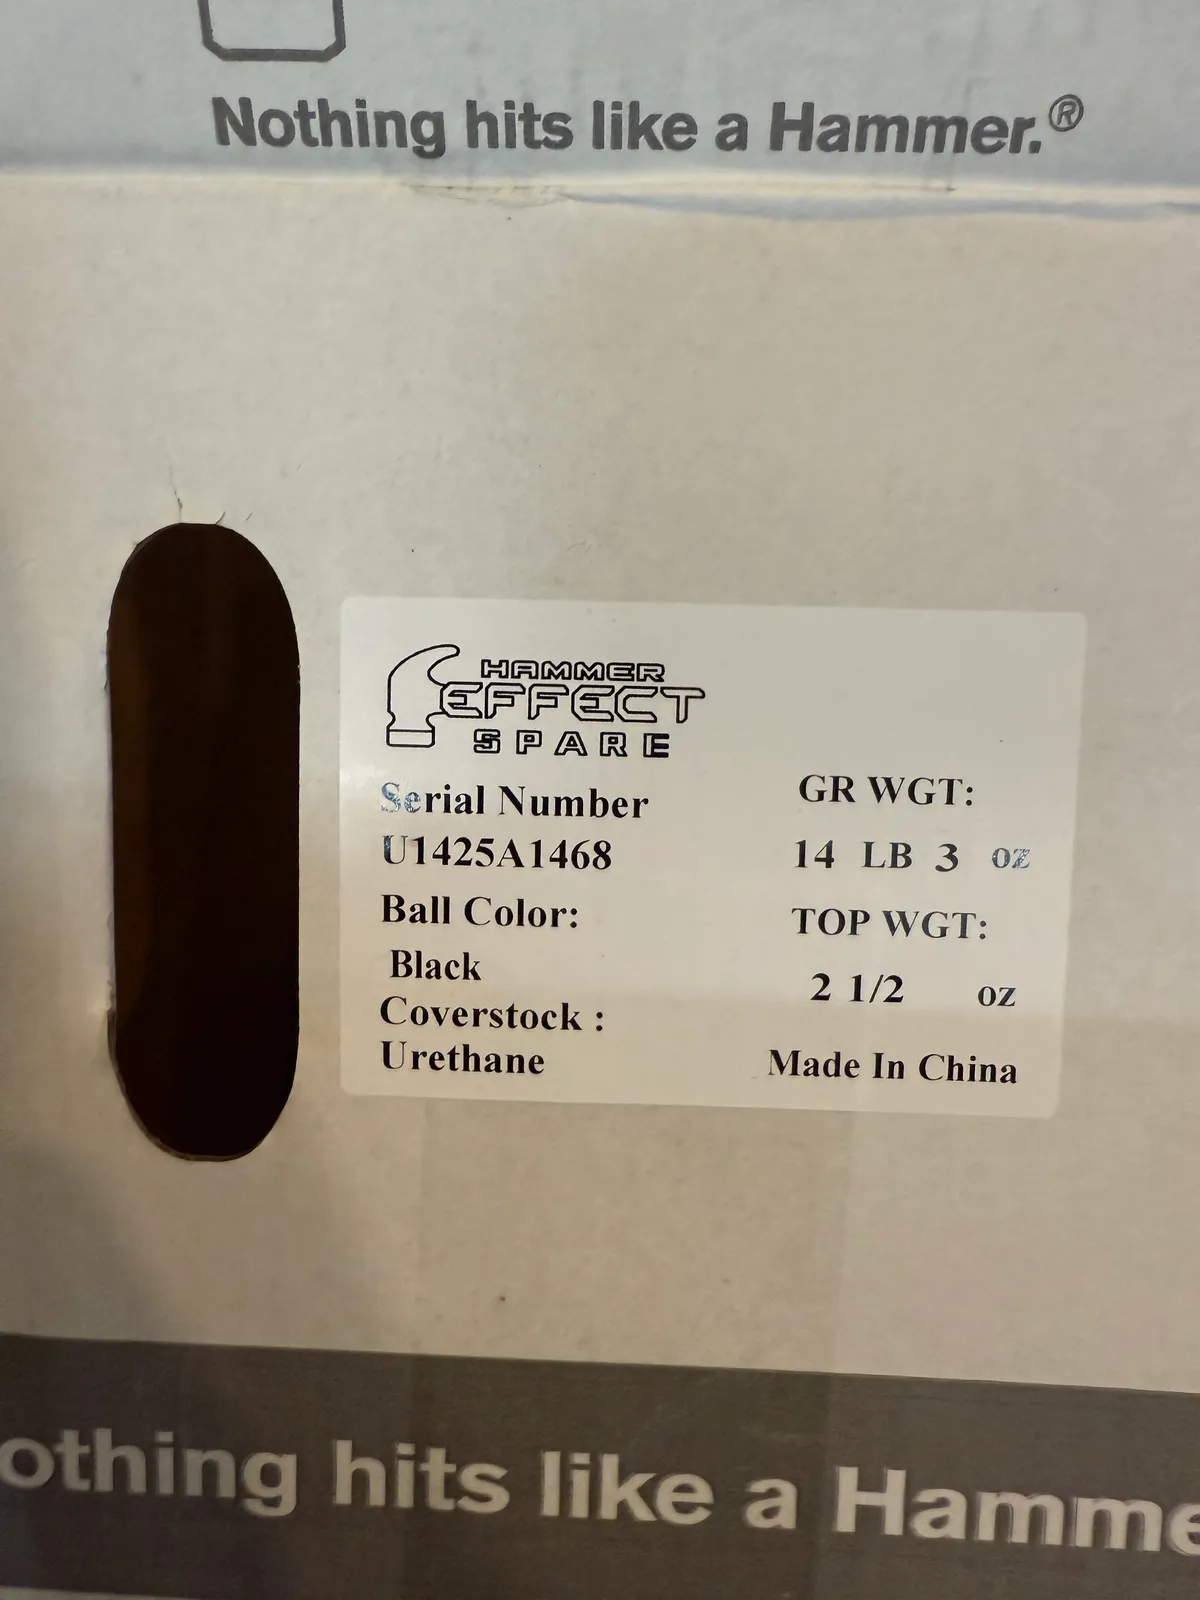 Nothing hits like a Hammer.®
HAMMER
EFFECT
SPARE
Serial Number
U1425A1468
Ball Color:
Black
Coverstock :
Urethane
GR WGT:
14 LB 3 oz
TOP WGT:
2 1/2 oz
Made In China
othing hits like a Hamme